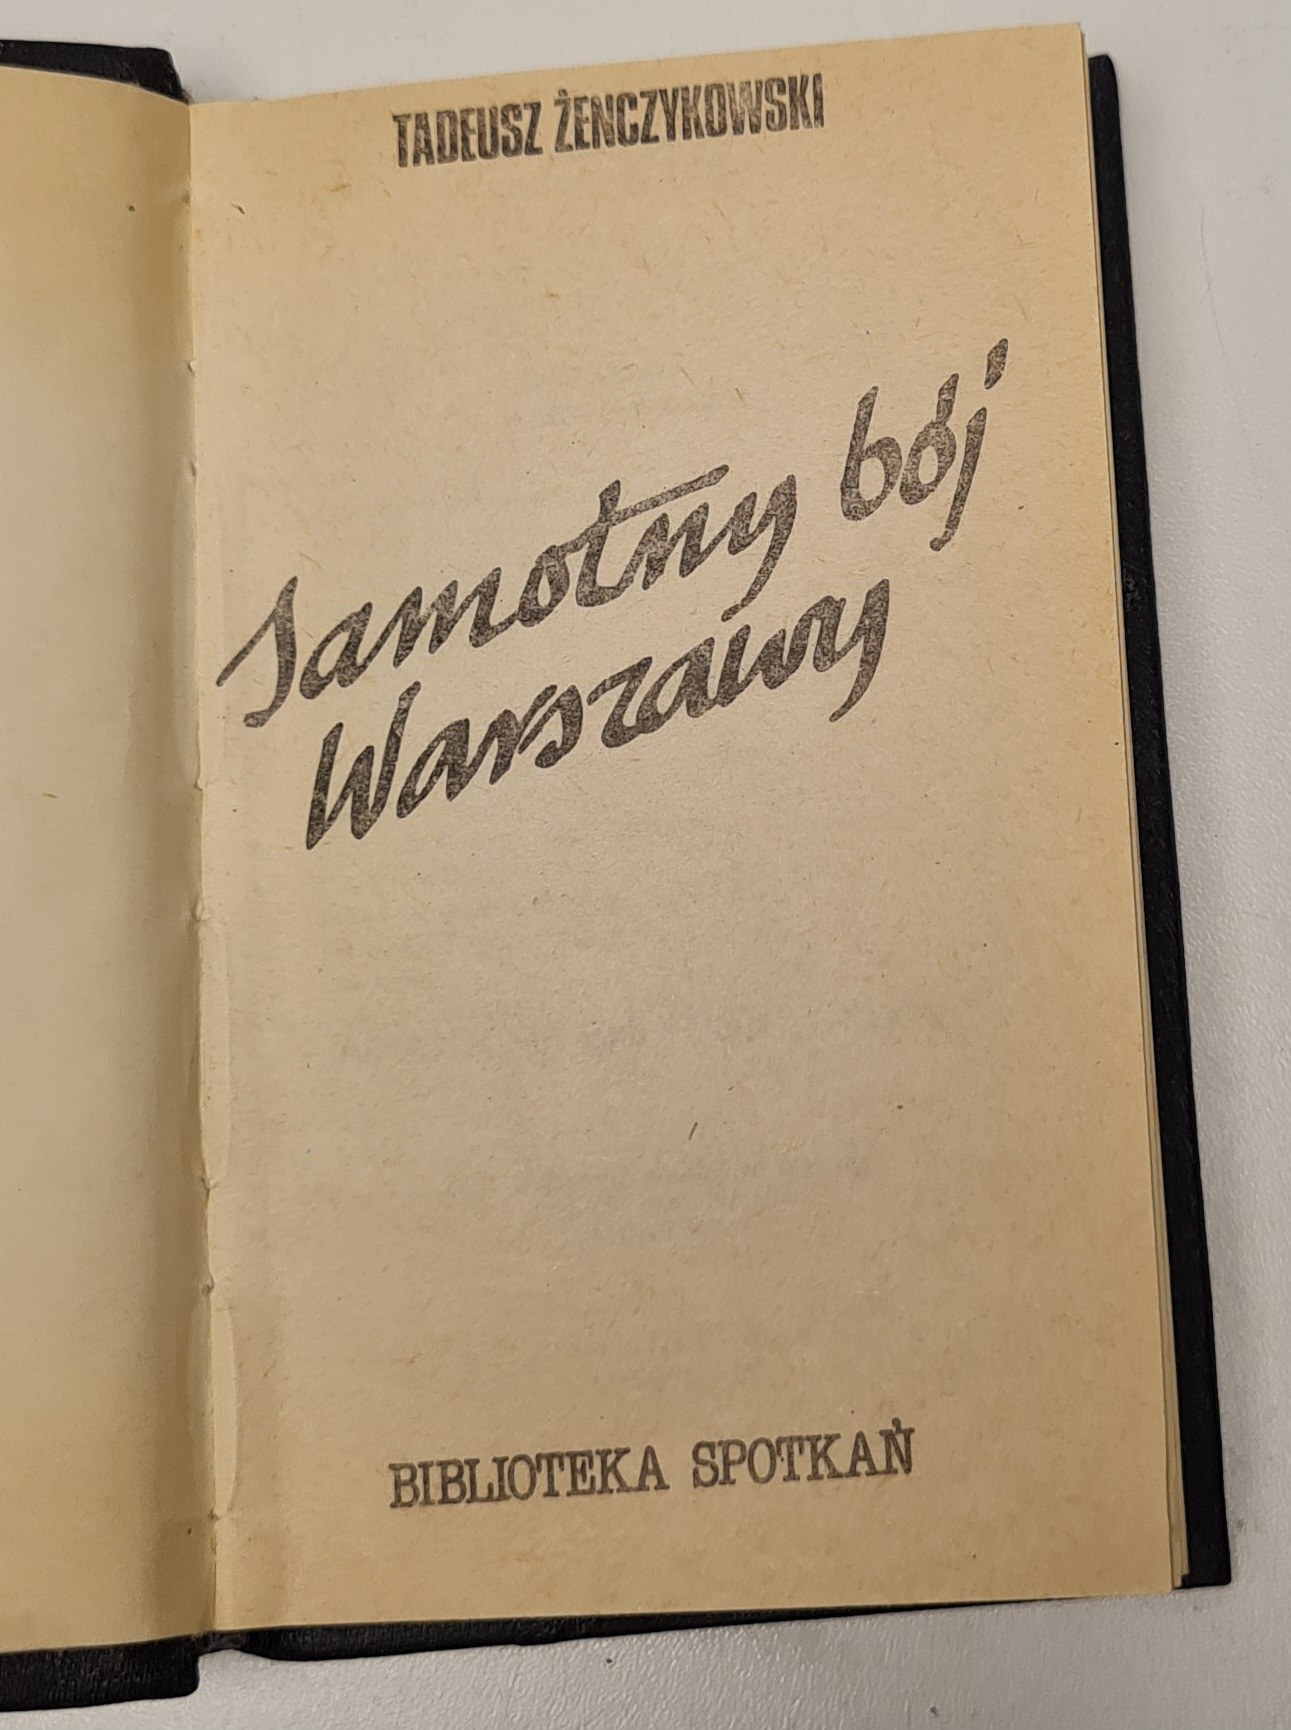 TADEUSZ ŻENCZYKOWSKI
Samotny bój
Warszawy
BIBLIOTEKA SPOTKAŃ